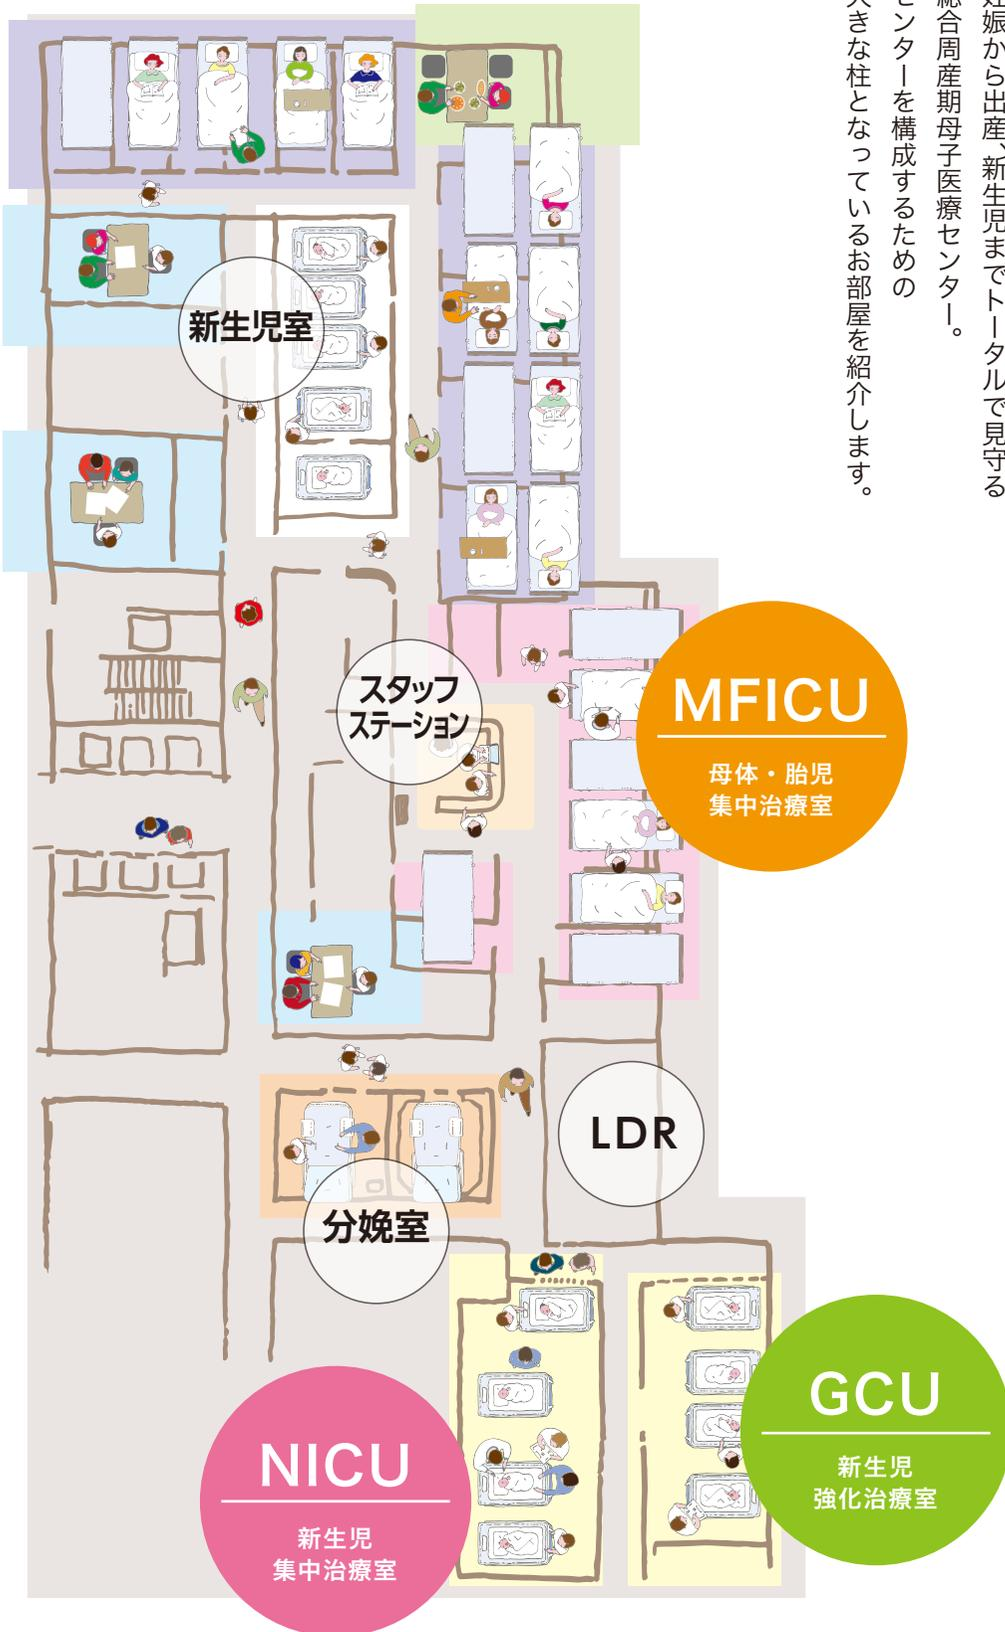 妊娠から出産、新生児までトータルで見守る
総合周産期母子医療センター。
センターを構成するための
大きな柱となっているお部屋を紹介します。
新生児室
スタッフ
ステーション
MFICU
母体・胎児
集中治療室
LDR
分娩室
GCU
新生児
強化治療室
NICU
新生児
集中治療室